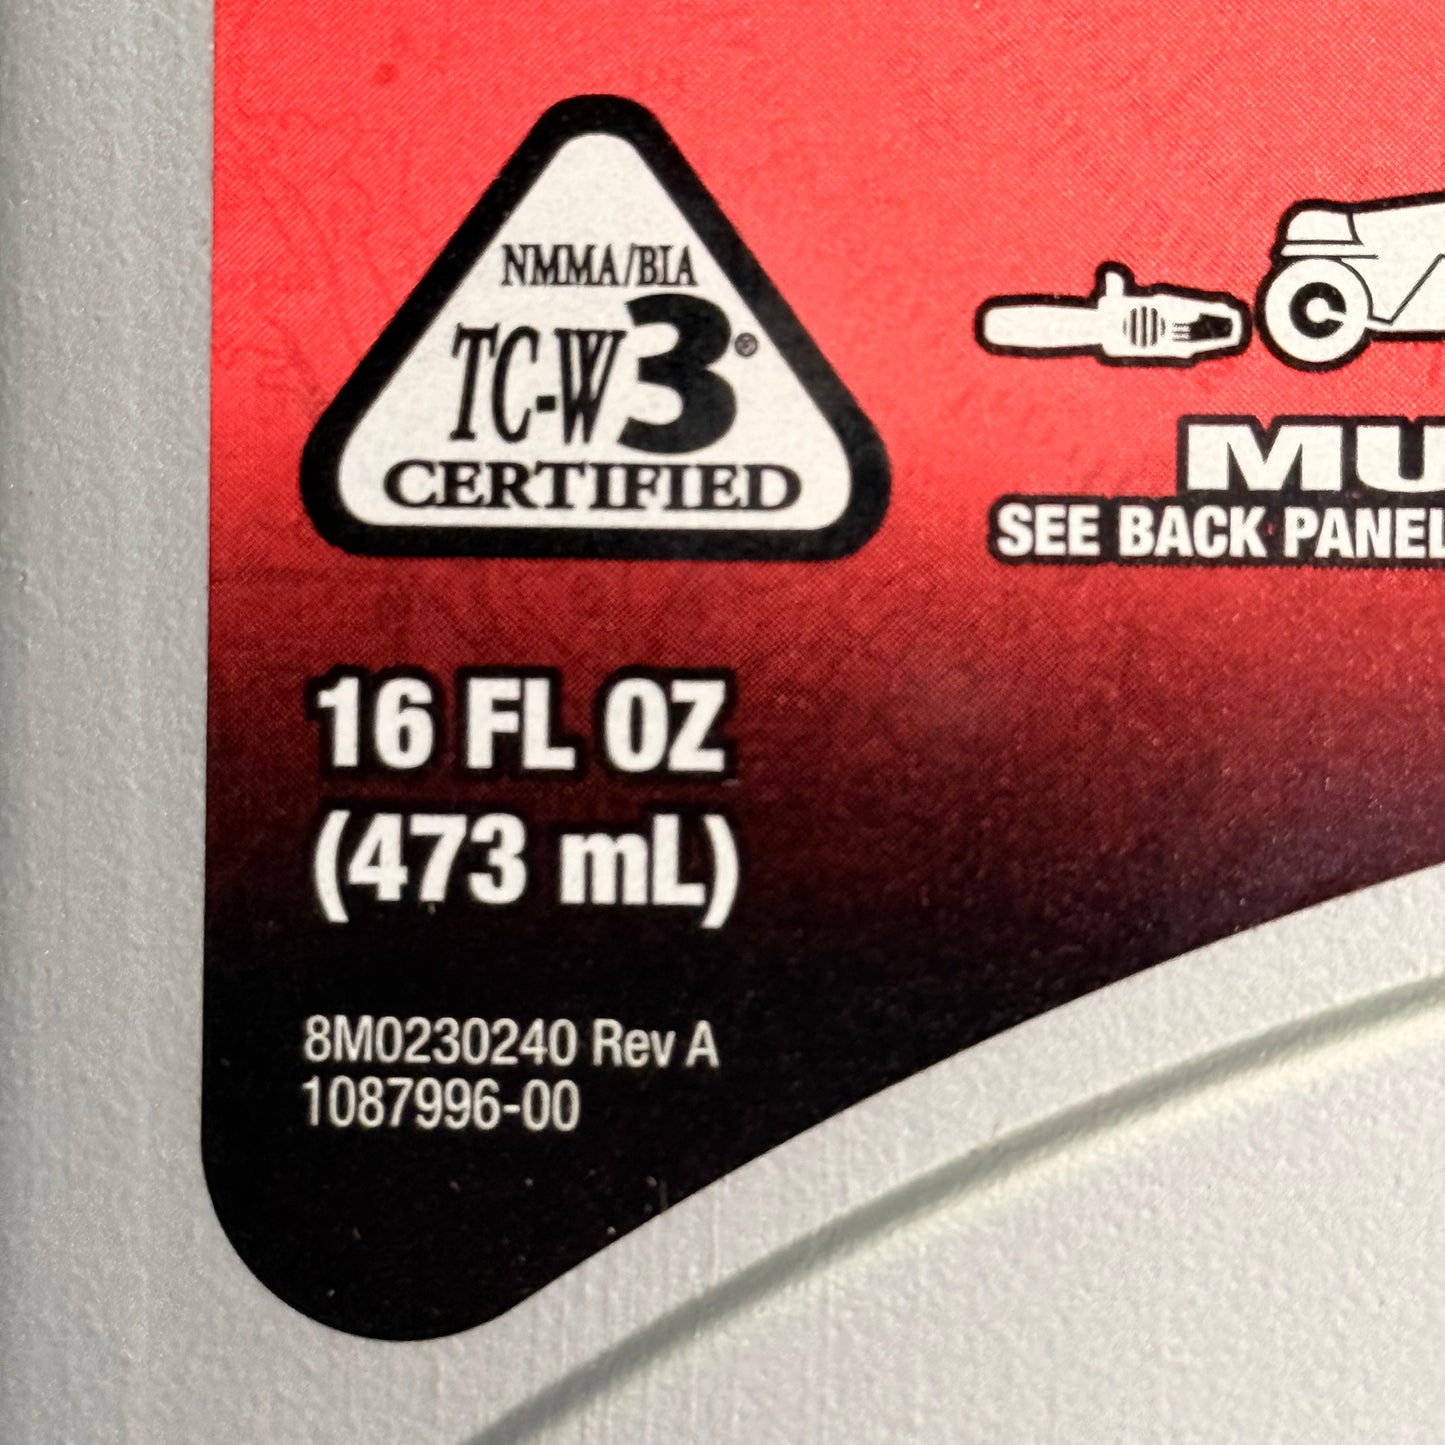 NMMA/BIA
TC-W3®
CERTIFIED
MU
SEE BACK PANEL
16 FL OZ
(473 mL)
8M0230240 Rev A
1087996-00